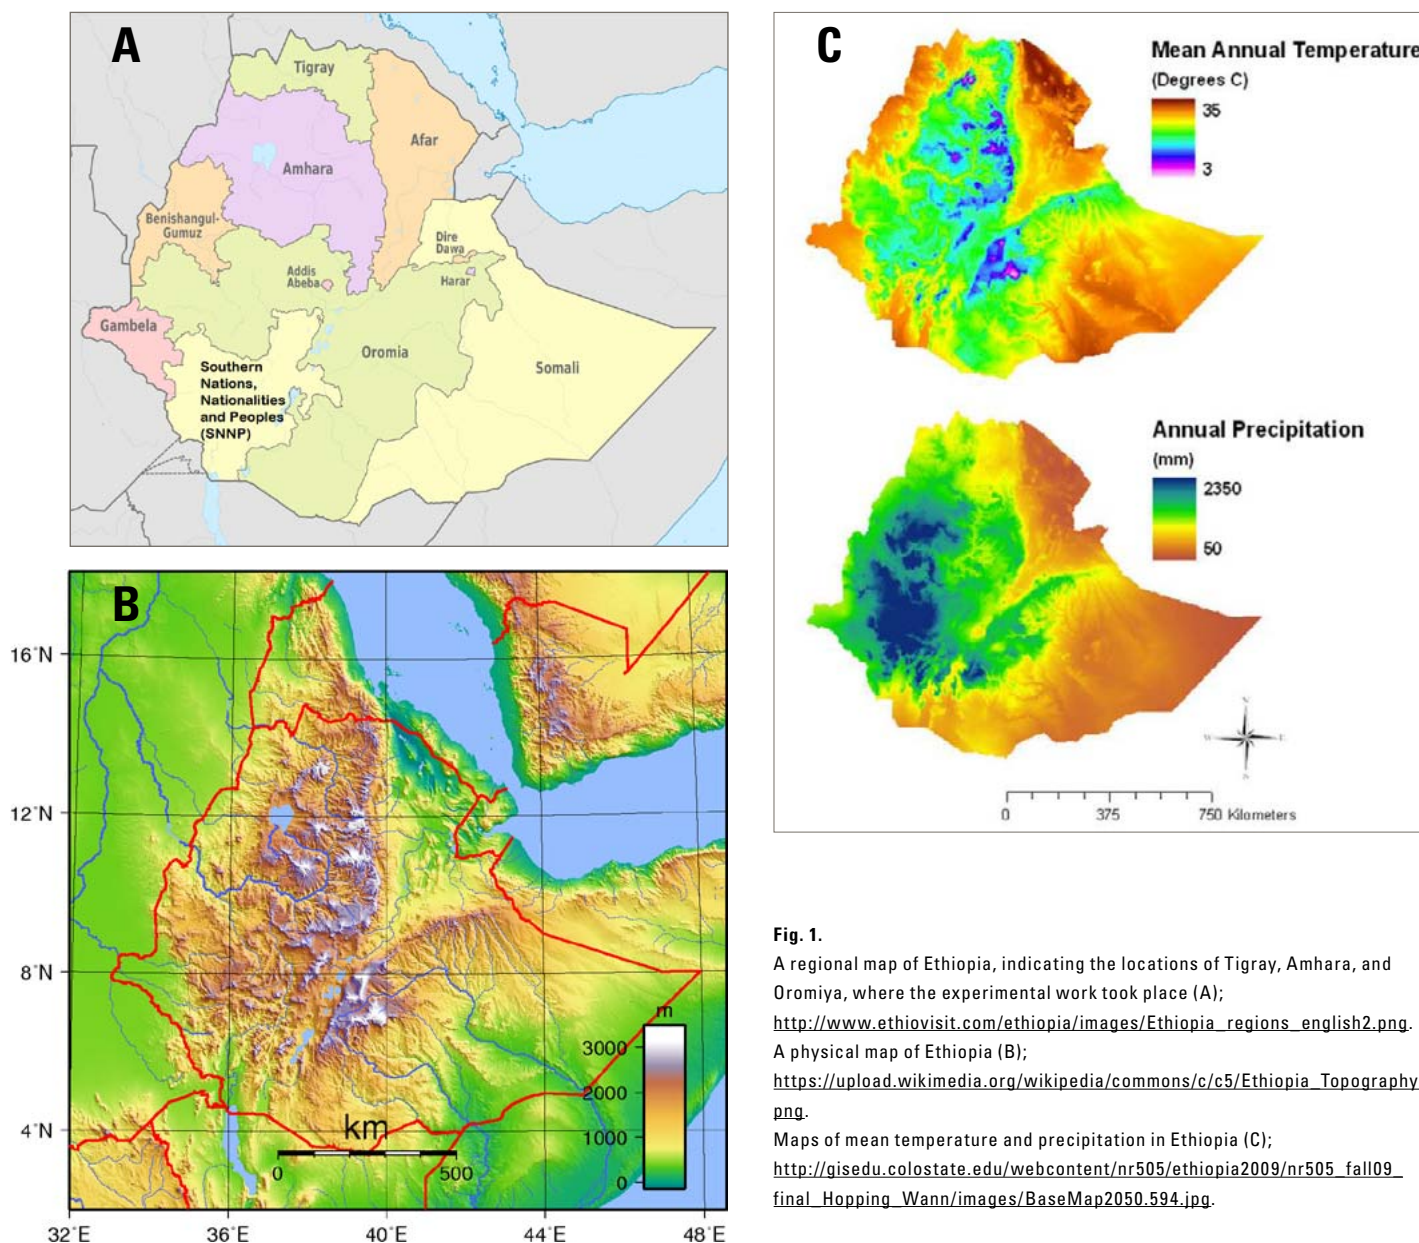 A
Tigray
Afar
Amhara
Benishangul-
Gumuz
Dire
Dawa
Addis
Abeba
Harar
Gambela
Oromia
Somali
Southern
Nations,
Nationalities
and Peoples
(SNNP)
B
16°N
12°N
8°N
4°N
32°E
36°E
40°E
44°E
48°E
km
0
500
m
3000
2000
1000
0
C
Mean Annual Temperature
(Degrees C)
35
3
Annual Precipitation
(mm)
2350
50
N
W
E
S
0
375
750 Kilometers
Fig. 1.
A regional map of Ethiopia, indicating the locations of Tigray, Amhara, and
Oromiya, where the experimental work took place (A);
http://www.ethiovisit.com/ethiopia/images/Ethiopia_regions_english2.png.
A physical map of Ethiopia (B);
https://upload.wikimedia.org/wikipedia/commons/c/c5/Ethiopia_Topography
png.
Maps of mean temperature and precipitation in Ethiopia (C);
http://gisedu.colostate.edu/webcontent/nr505/ethiopia2009/nr505_fall09_
final_Hopping_Wann/images/BaseMap2050.594.jpg.